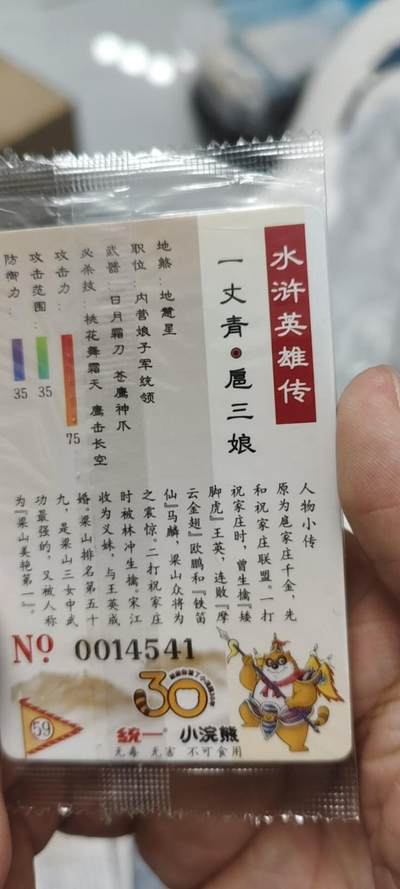 水浒英雄传
一丈青·扈三娘
地煞：地慧星
职位：内营娘子军统领
武器：日月霜刀 苍鹰神爪
必杀技：桃花舞霜天 鹰击长空
攻击力：
75
攻击范围：
35
防御力：
35
人物小传
原为扈家庄千金，先
和祝家庄联盟。一打
祝家庄时，曾生擒『矮
脚虎』王英，连败『摩
云金翅』欧鹏和『铁笛
仙』马麟，梁山众将为
之震惊。二打祝家庄
时被林冲生擒。宋江
收为义妹，与王英成
婚。梁山排名第五十
九，是梁山三女中武
功最强的，又被人称
为『梁山美艳第一』。
No 0014541
30
59
统一 小浣熊
无毒 无害 不可食用